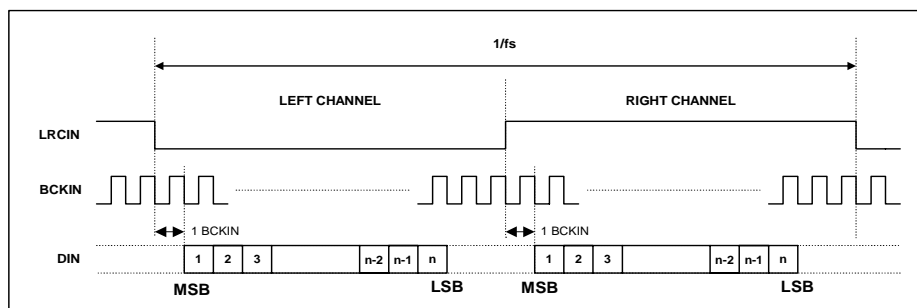 1/fs
LEFT CHANNEL RIGHT CHANNEL
LRCIN
BCKIN
1 BCKIN 1 BCKIN
DIN 1 2 3 n-2 n-1 n 1 2 3 n-2 n-1 n
MSB LSB MSB LSB